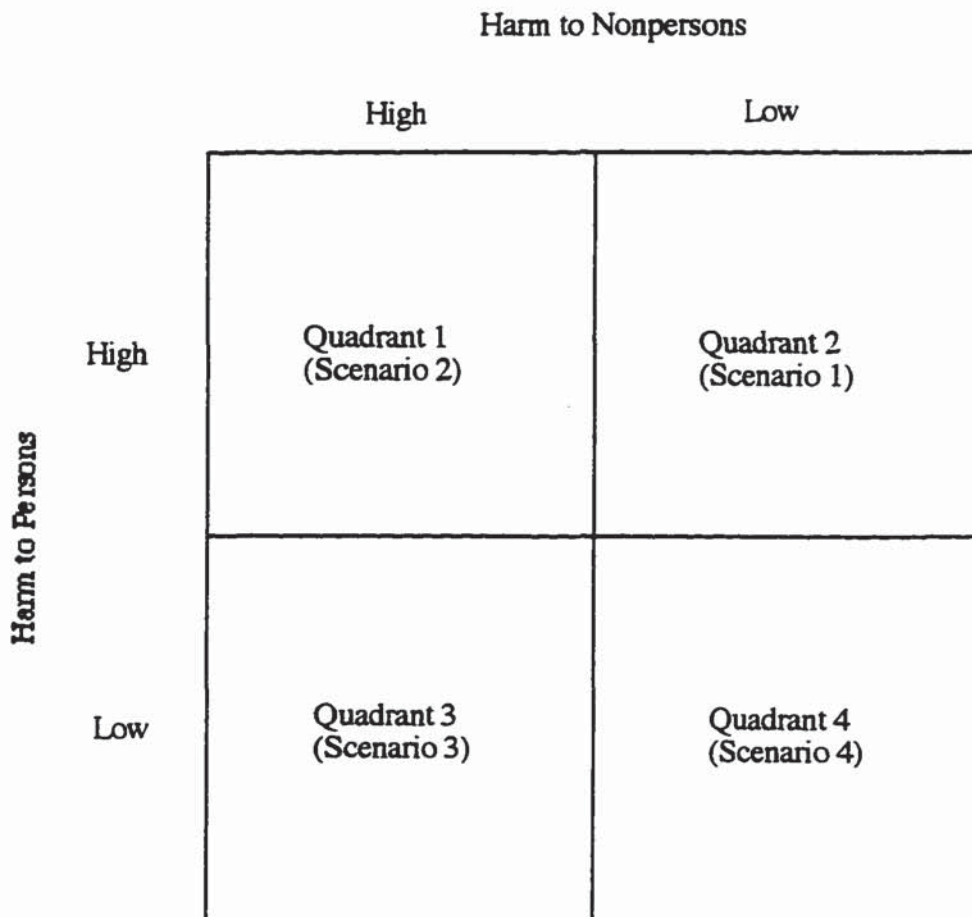 Harm to Nonpersons
High
Low
High
Quadrant 1
(Scenario 2)
Quadrant 2
(Scenario 1)
Harm to Persons
Low
Quadrant 3
(Scenario 3)
Quadrant 4
(Scenario 4)